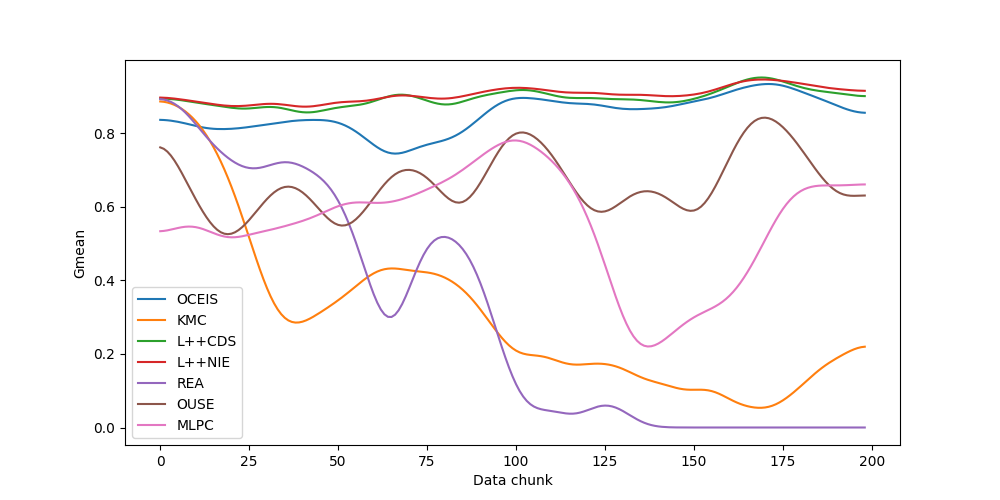 0.8
0.6
0.4
0.2
0.0
Gmean
OCEIS
KMC
L++CDS
L++NIE
REA
OUSE
MLPC
0 25 50 75 100 125 150 175 200
Data chunk